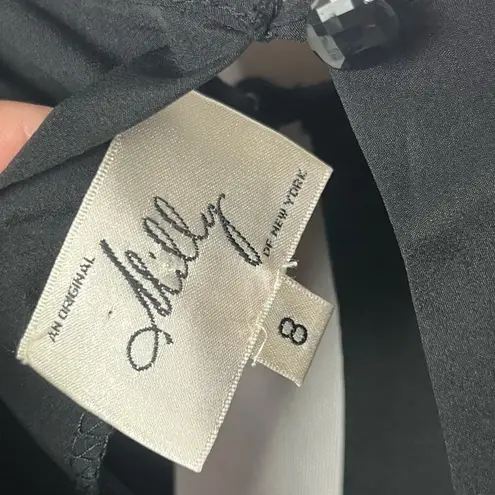 AN ORIGINAL
Milly
OF NEW YORK
8